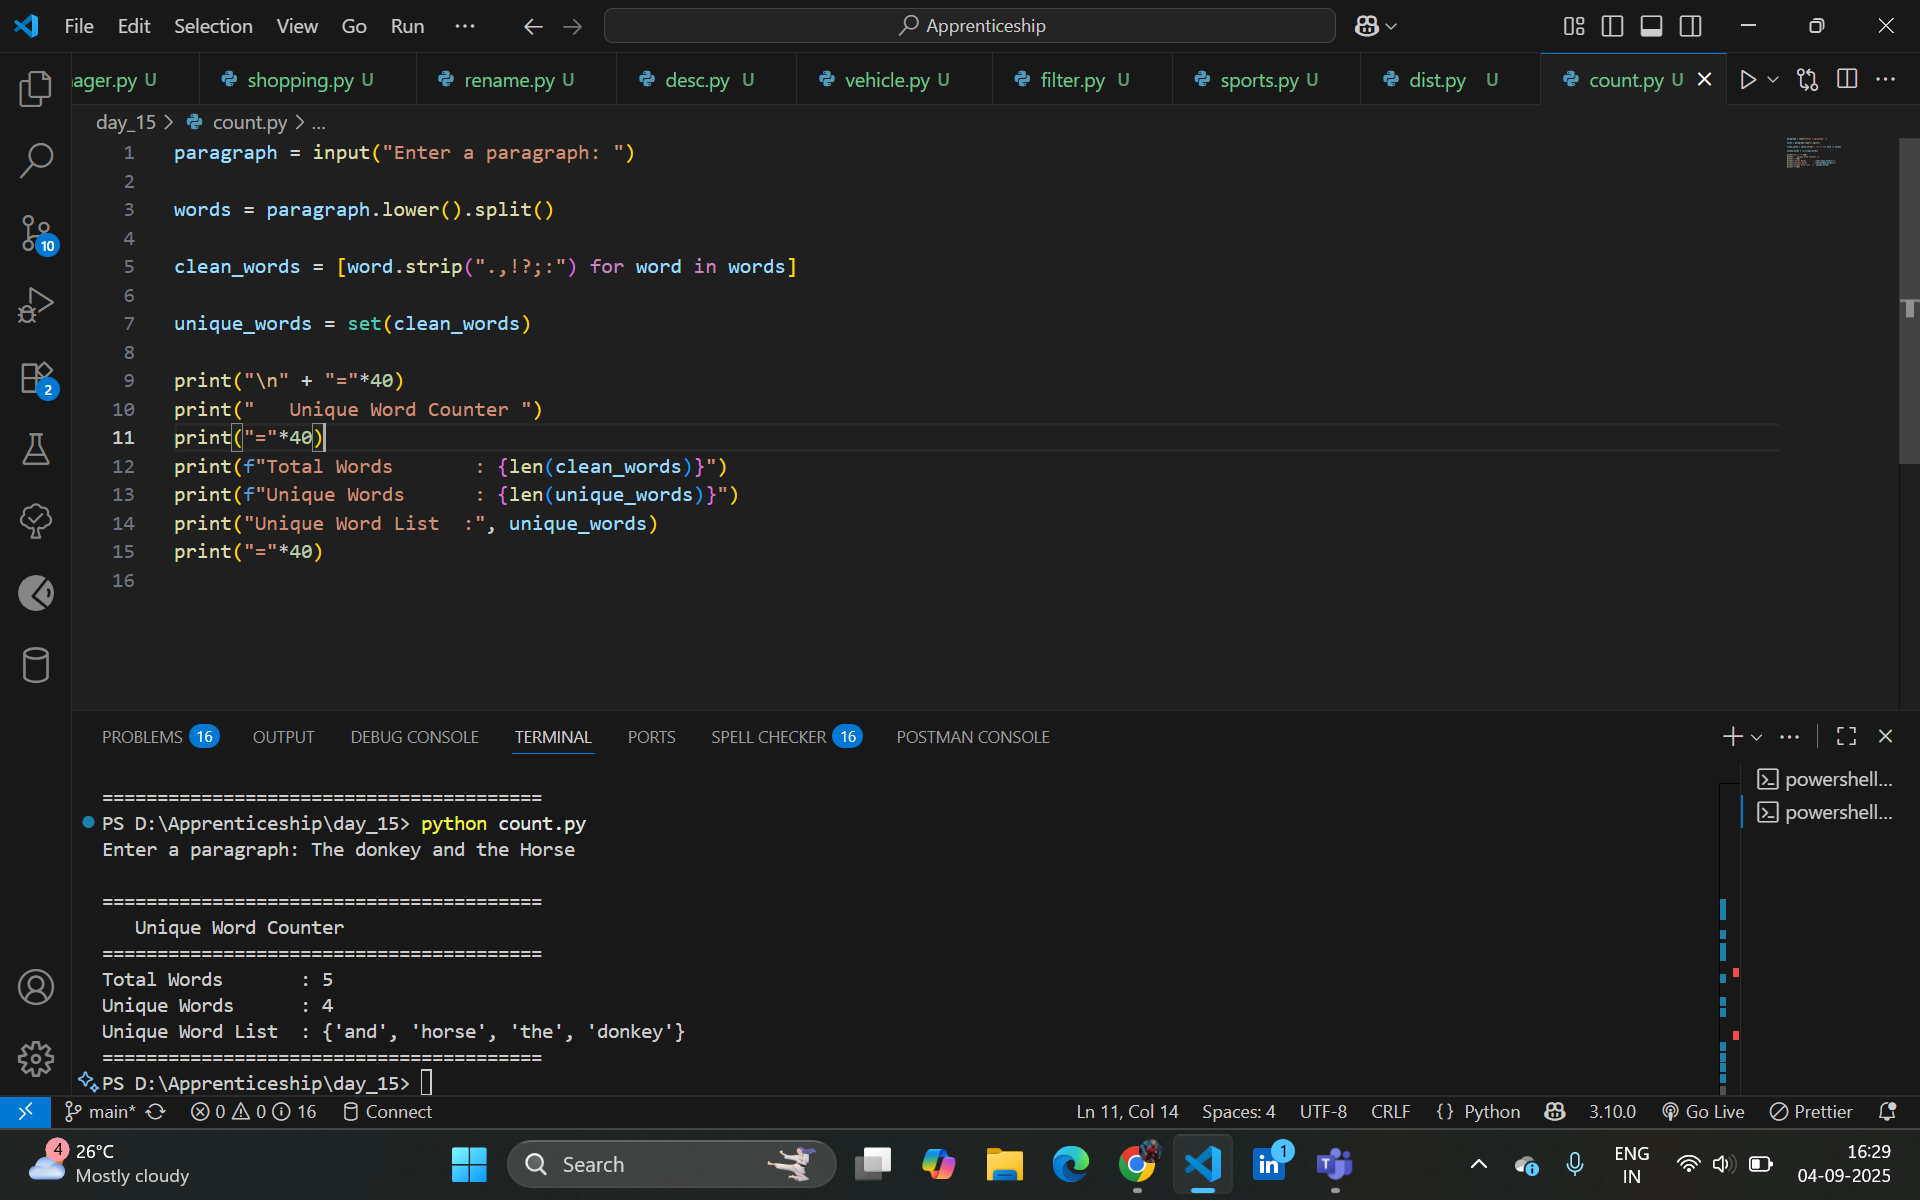 File Edit Selection View Go Run ··· Apprenticeship
ager.py U shopping.py U rename.py U desc.py U vehicle.py U filter.py U sports.py U dist.py U count.py U
day_15 > count.py > ...
1 paragraph = input("Enter a paragraph: ")
2
3 words = paragraph.lower().split()
4
5 clean_words = [word.strip(".,!?;:") for word in words]
6
7 unique_words = set(clean_words)
8
9 print("\n" + "="*40)
10 print("   Unique Word Counter ")
11 print("="*40)
12 print(f"Total Words       : {len(clean_words)}")
13 print(f"Unique Words      : {len(unique_words)}")
14 print("Unique Word List  :", unique_words)
15 print("="*40)
16
10
2
PROBLEMS 16 OUTPUT DEBUG CONSOLE TERMINAL PORTS SPELL CHECKER 16 POSTMAN CONSOLE
powershell...
powershell...
========================================
PS D:\Apprenticeship\day_15> python count.py
Enter a paragraph: The donkey and the Horse
========================================
   Unique Word Counter
========================================
Total Words       : 5
Unique Words      : 4
Unique Word List  : {'and', 'horse', 'the', 'donkey'}
========================================
PS D:\Apprenticeship\day_15>
main* 0 0 16 Connect Ln 11, Col 14 Spaces: 4 UTF-8 CRLF {} Python 3.10.0 Go Live Prettier
4 26°C
Mostly cloudy
Search
1
ENG
IN
16:29
04-09-2025